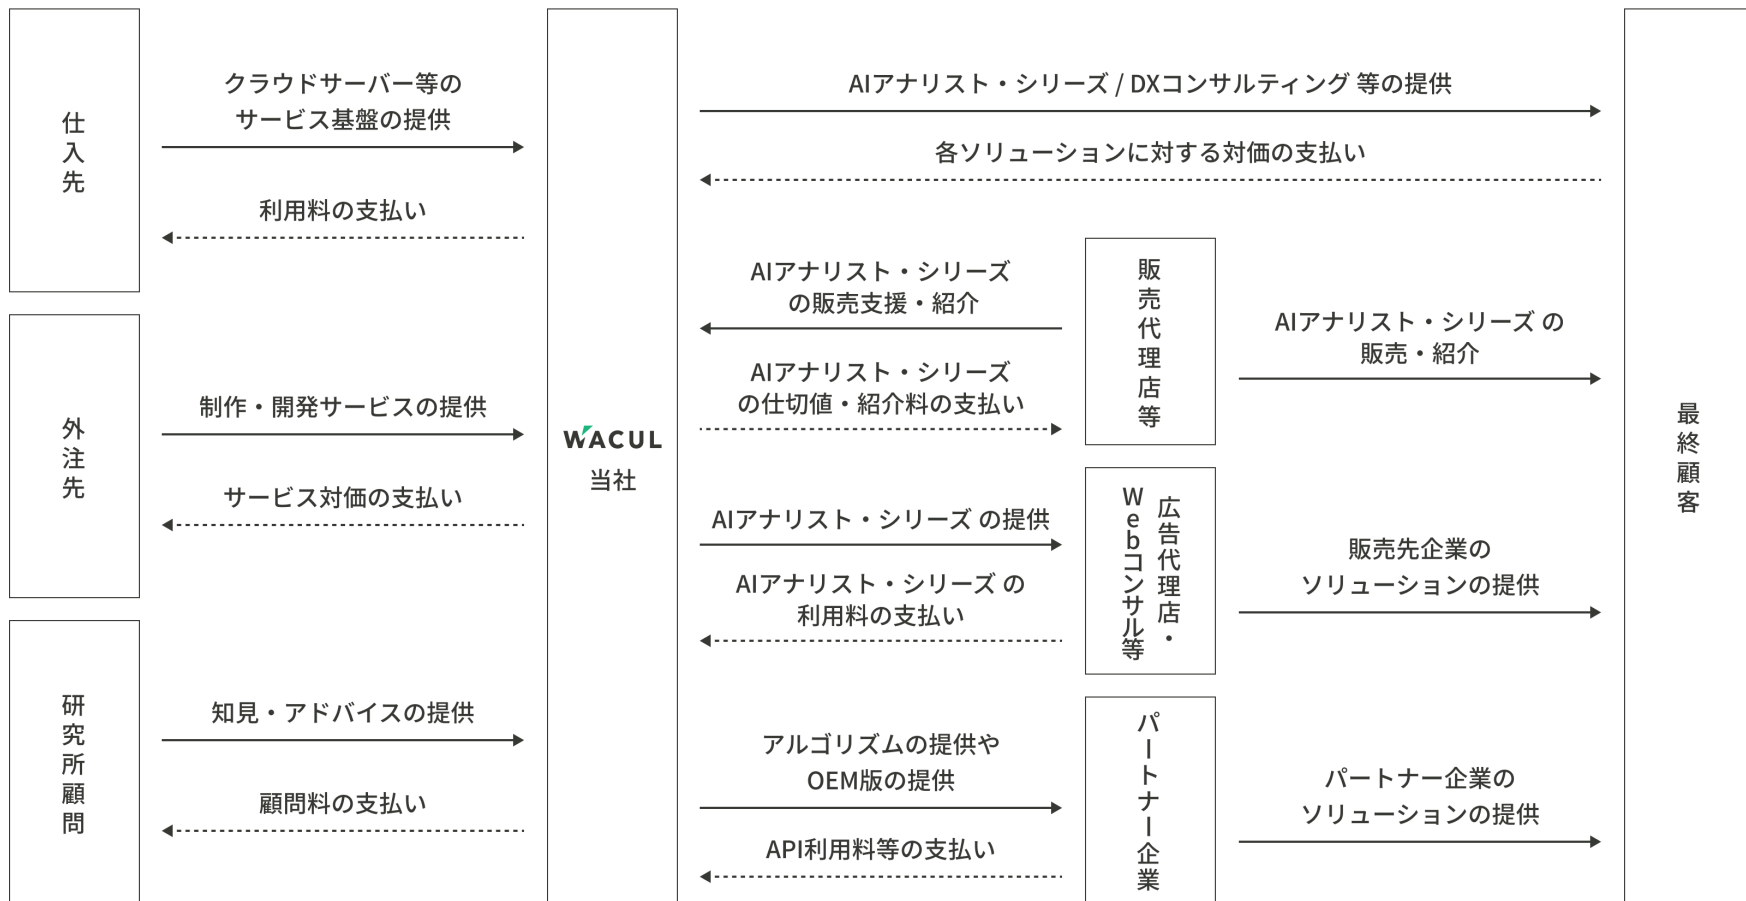 仕入先
クラウドサーバー等の
サービス基盤の提供
利用料の支払い
外注先
制作・開発サービスの提供
サービス対価の支払い
研究所顧問
知見・アドバイスの提供
顧問料の支払い
WACUL
当社
AIアナリスト・シリーズ / DXコンサルティング 等の提供
各ソリューションに対する対価の支払い
AIアナリスト・シリーズ
の販売支援・紹介
AIアナリスト・シリーズ
の仕切値・紹介料の支払い
販売代理店等
AIアナリスト・シリーズ の
販売・紹介
AIアナリスト・シリーズ の提供
AIアナリスト・シリーズ の
利用料の支払い
広告代理店・
Webコンサル等
販売先企業の
ソリューションの提供
アルゴリズムの提供や
OEM版の提供
API利用料等の支払い
パートナー企業
パートナー企業の
ソリューションの提供
最終顧客